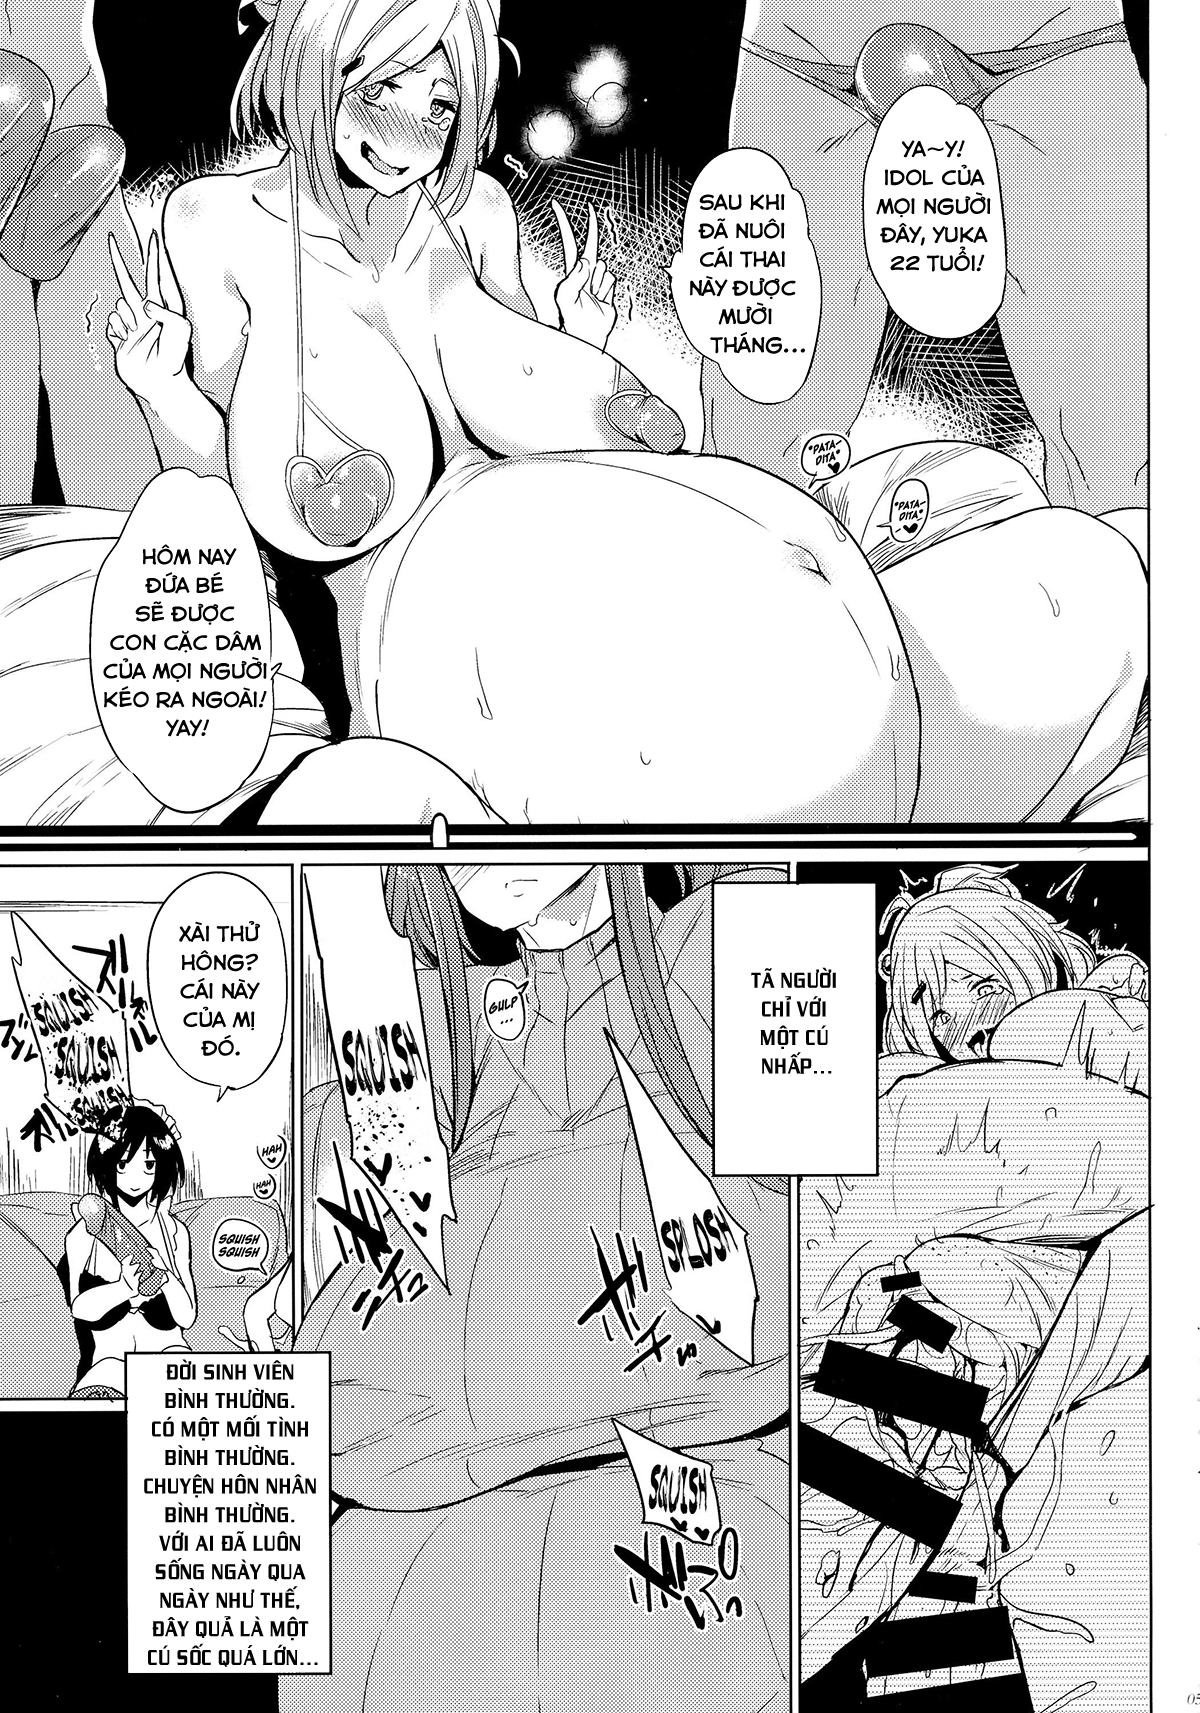 YA~Y!
IDOL CỦA
MỌI NGƯỜI
ĐÂY, YUKA
22 TUỔI!
SAU KHI
ĐÃ NUÔI
CÁI THAI
NÀY ĐƯỢC
MƯỜI
THÁNG...
*PATA-
DITA*
*PATA-
DITA*
HÔM NAY
ĐỨA BÉ
SẼ ĐƯỢC
CON CẶC DÂM
CỦA MỌI NGƯỜI
KÉO RA NGOÀI!
YAY!
TÃ NGƯỜI
CHỈ VỚI
MỘT CÚ
NHẤP...
GULP
...
SQUISH
SPLOSH
SQUISH
XÀI THỬ
HÔNG?
CÁI NÀY
CỦA MỊ
ĐÓ.
SQUISH
SQUISH
SQUISH
HAH
HAH
SQUISH
SQUISH
ĐỜI SINH VIÊN
BÌNH THƯỜNG.
CÓ MỘT MỐI TÌNH
BÌNH THƯỜNG.
CHUYỆN HÔN NHÂN
BÌNH THƯỜNG.
VỚI AI ĐÃ LUÔN
SỐNG NGÀY QUA
NGÀY NHƯ THẾ,
ĐÂY QUẢ LÀ MỘT
CÚ SỐC QUÁ LỚN...